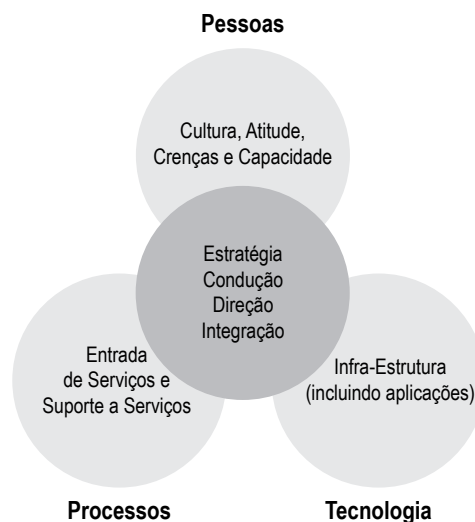 Pessoas
Cultura, Atitude,
Crenças e Capacidade
Estratégia
Condução
Direção
Integração
Entrada
de Serviços e
Suporte a Serviços
Infra-Estrutura
(incluindo aplicações)
Processos
Tecnologia